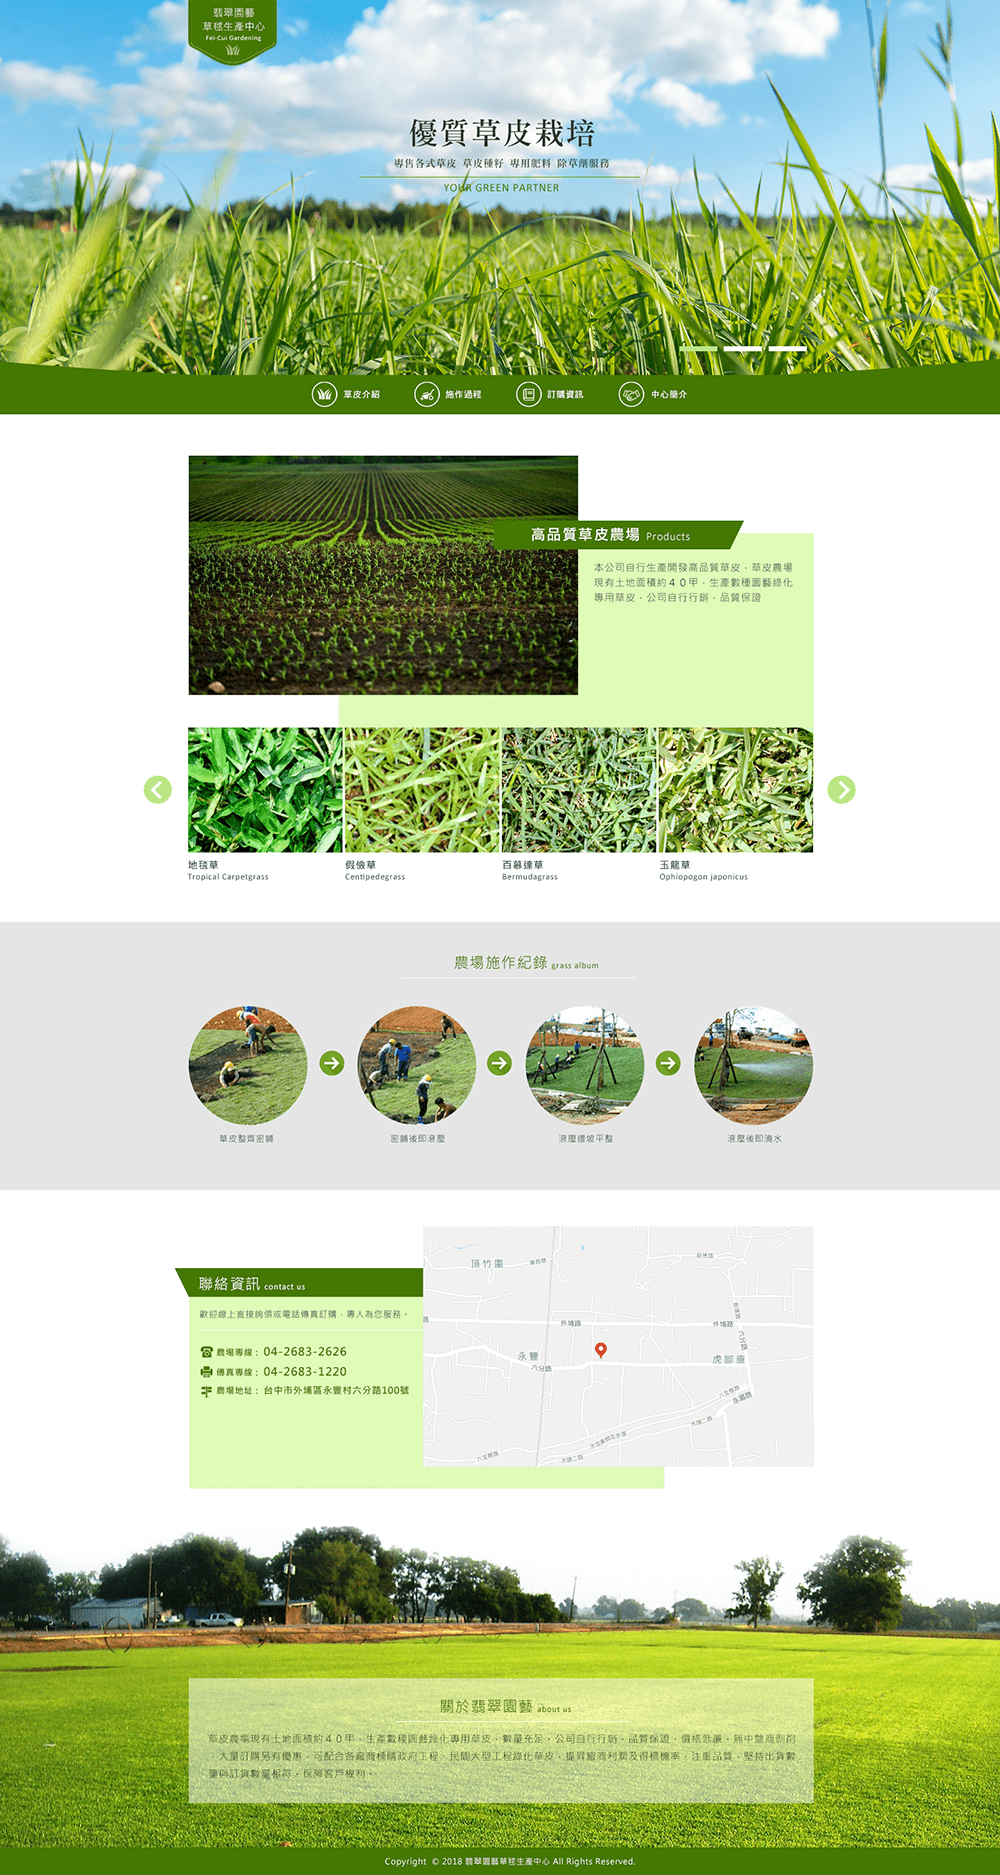 翡翠園藝
草毯生產中心
Fei-Cui Gardening
優質草皮栽培
專售各式草皮 草皮種籽 專用肥料 除草劑服務
YOUR GREEN PARTNER
草皮介紹
施作過程
訂購資訊
中心簡介
高品質草皮農場 Products
本公司自行生產開發高品質草皮，草皮農場
現有土地面積約４０甲，生產數種園藝綠化
專用草皮，公司自行行銷，品質保證
地毯草
Tropical Carpetgrass
假儉草
Centipedegrass
百慕達草
Bermudagrass
玉龍草
Ophiopogon japonicus
農場施作紀錄 grass album
草皮整齊密鋪
密鋪後即滾壓
滾壓邊坡平整
滾壓後即澆水
聯絡資訊 contact us
歡迎線上直接詢價或電話傳真訂購，專人為您服務。
農場專線： 04-2683-2626
傳真專線： 04-2683-1220
農場地址： 台中市外埔區永豐村六分路100號
頂竹圍
外埔路
外埔路
永豐
六分路
六分路
虎腳庄
水頭二路
水頭二路
關於翡翠園藝 about us
草皮農場現有土地面積約４０甲，生產數種園藝綠化專用草皮，數量充足，公司自行行銷，品質保證，價格低廉，無中盤商剝削
，大量訂購另有優惠，可配合各廠商標購政府工程、民間大型工程綠化草皮，提昇廠商利潤及得標機率，注重品質，堅持出貨數
量與訂貨數量相符，保障客戶權利。
Copyright © 2018 翡翠園藝草毯生產中心 All Rights Reserved.